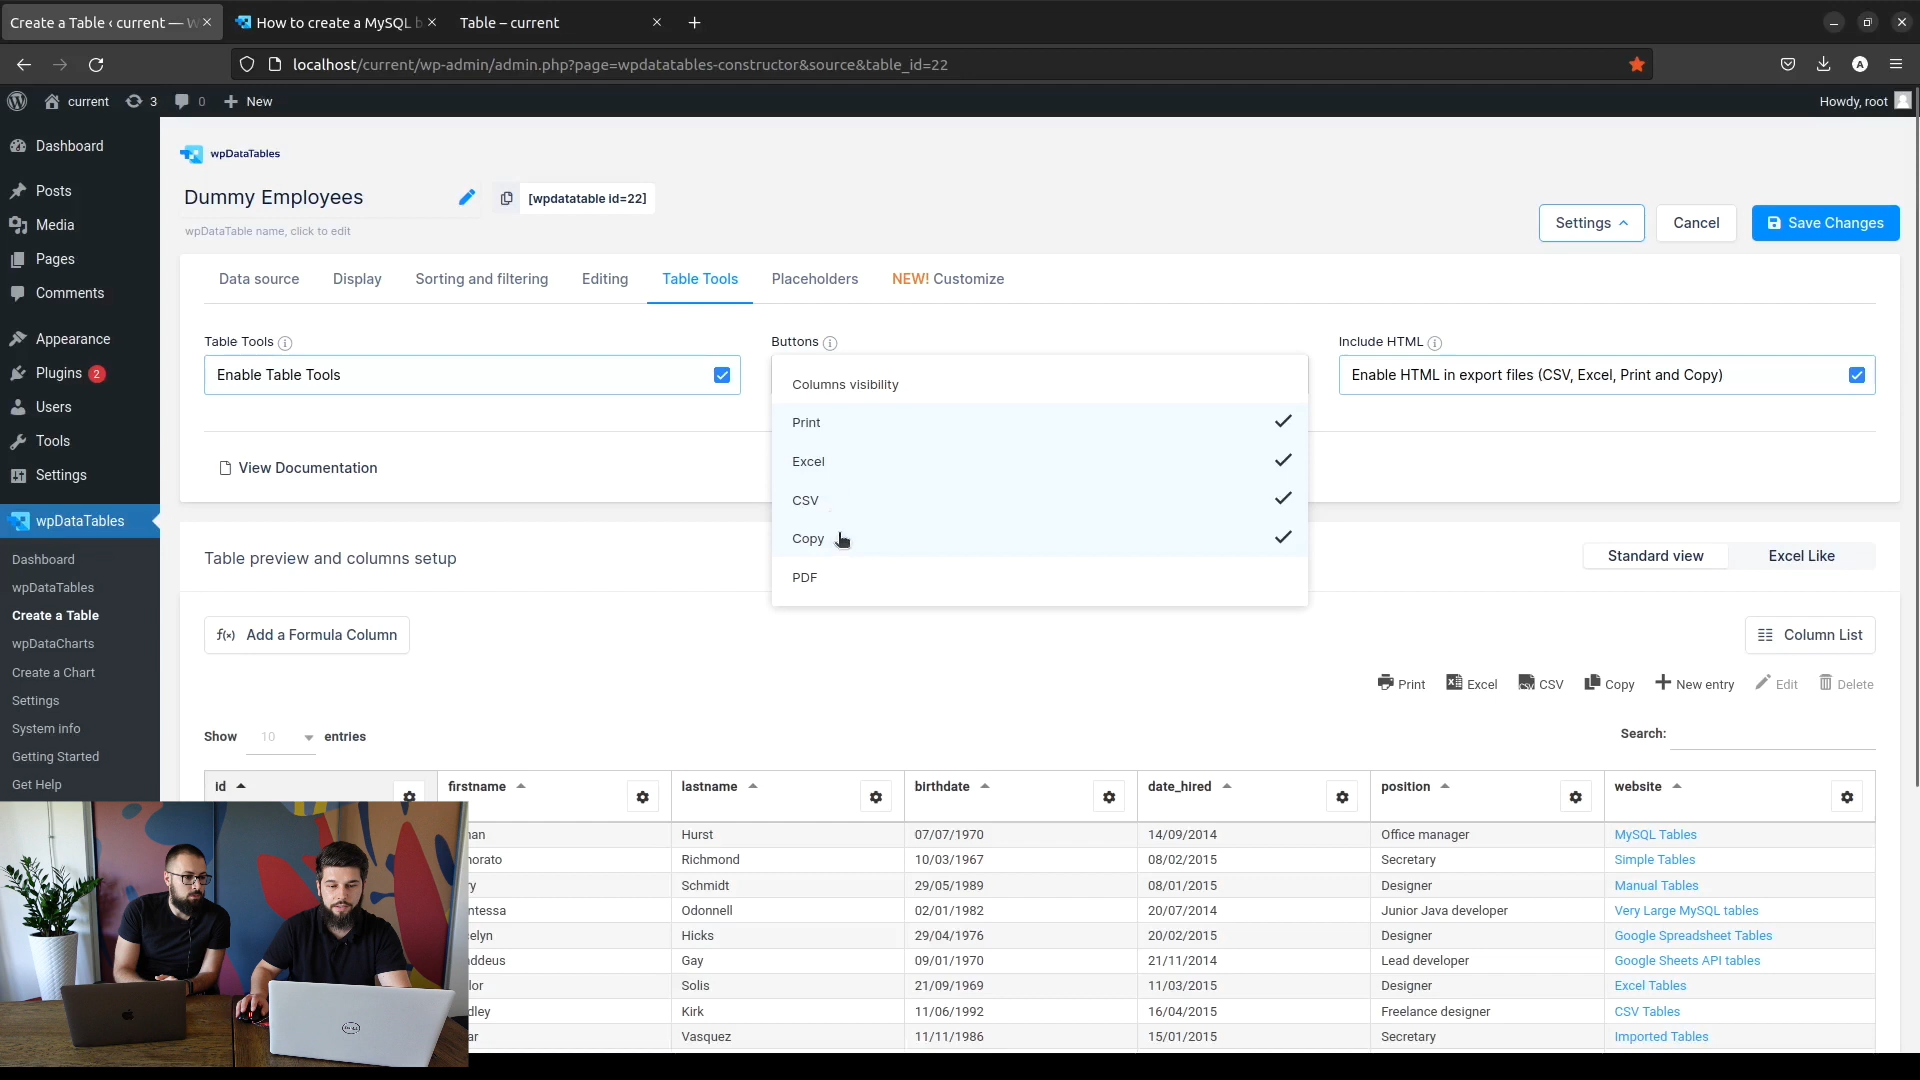 Create a Table ‹ current — W
How to create a MySQL b
Table – current
localhost/current/wp-admin/admin.php?page=wpdatatables-constructor&source&table_id=22
current
3
0
New
Howdy, root
Dashboard
Posts
Media
Pages
Comments
Appearance
Plugins 2
Users
Tools
Settings
wpDataTables
Dashboard
wpDataTables
Create a Table
wpDataCharts
Create a Chart
Settings
System info
Getting Started
Get Help
wpDataTables
Dummy Employees
[wpdatatable id=22]
wpDataTable name, click to edit
Settings
Cancel
Save Changes
Data source
Display
Sorting and filtering
Editing
Table Tools
Placeholders
NEW! Customize
Table Tools
Enable Table Tools
Buttons
Columns visibility
Print
Excel
CSV
Copy
PDF
Include HTML
Enable HTML in export files (CSV, Excel, Print and Copy)
View Documentation
Table preview and columns setup
Standard view
Excel Like
f(x) Add a Formula Column
Column List
Print
Excel
CSV
Copy
New entry
Edit
Delete
Show 10 entries
Search:
id firstname lastname birthdate date_hired position website
nan Hurst 07/07/1970 14/09/2014 Office manager MySQL Tables
norato Richmond 10/03/1967 08/02/2015 Secretary Simple Tables
ry Schmidt 29/05/1989 08/01/2015 Designer Manual Tables
ntessa Odonnell 02/01/1982 20/07/2014 Junior Java developer Very Large MySQL tables
celyn Hicks 29/04/1976 20/02/2015 Designer Google Spreadsheet Tables
addeus Gay 09/01/1970 21/11/2014 Lead developer Google Sheets API tables
lor Solis 21/09/1969 11/03/2015 Designer Excel Tables
dley Kirk 11/06/1992 16/04/2015 Freelance designer CSV Tables
ar Vasquez 11/11/1986 15/01/2015 Secretary Imported Tables
DELL